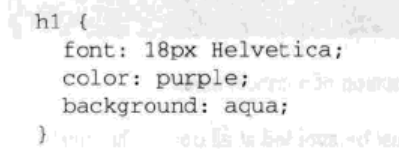 h1 {
  font: 18px Helvetica;
  color: purple;
  background: aqua;
}